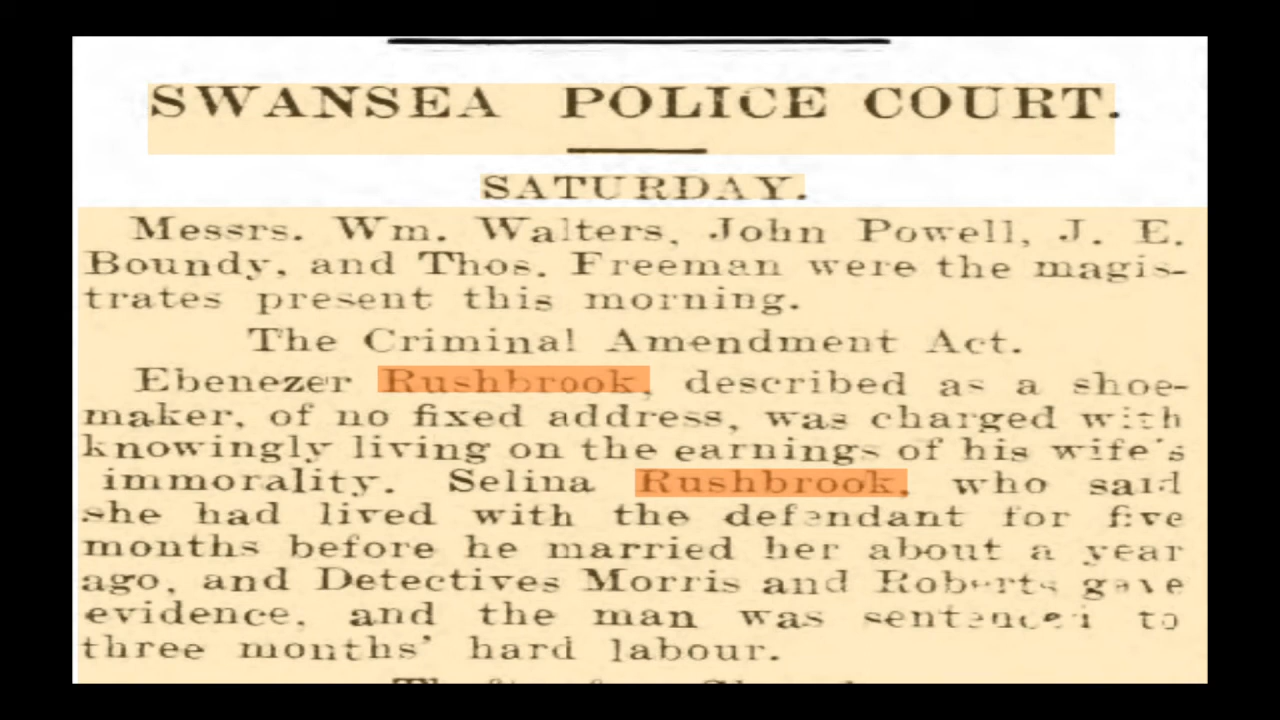 SWANSEA POLICE COURT.
SATURDAY.
Messrs. Wm. Walters, John Powell, J. E.
Boundy, and Thos. Freeman were the magis-
trates present this morning.
The Criminal Amendment Act.
Ebenezer Rushbrook, described as a shoe-
maker, of no fixed address, was charged with
knowingly living on the earnings of his wife's
immorality. Selina Rushbrook, who said
she had lived with the defendant for five
months before he married her about a year
ago, and Detectives Morris and Roberts gave
evidence, and the man was sentenced to
three months' hard labour.